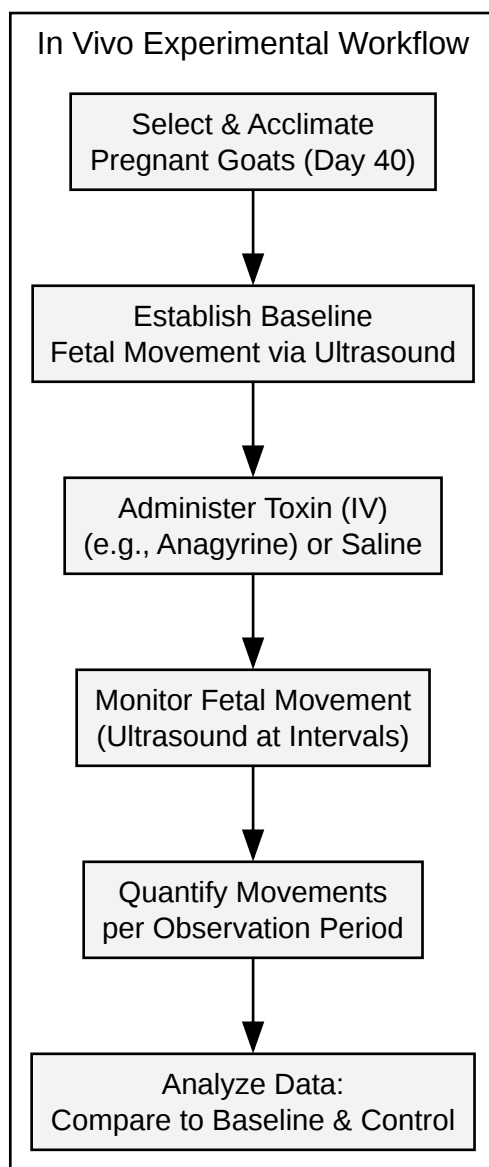 In Vivo Experimental Workflow
Select & Acclimate
Pregnant Goats (Day 40)
Establish Baseline
Fetal Movement via Ultrasound
Administer Toxin (IV)
(e.g., Anagyrine) or Saline
Monitor Fetal Movement
(Ultrasound at Intervals)
Quantify Movements
per Observation Period
Analyze Data:
Compare to Baseline & Control